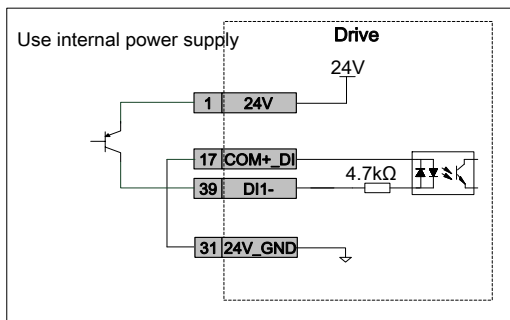 Use internal power supply
Drive
24V
1 24V
17 COM+_DI
4.7kΩ
39 DI1-
31 24V_GND